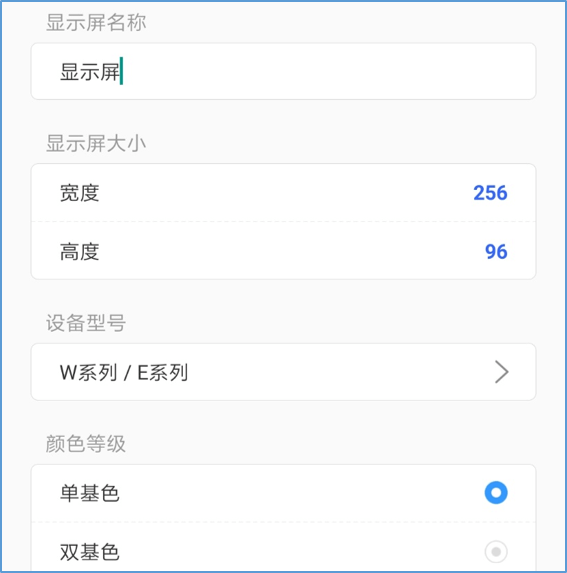 显示屏名称
显示屏
显示屏大小
宽度 256
高度 96
设备型号
W系列 / E系列
颜色等级
单基色
双基色